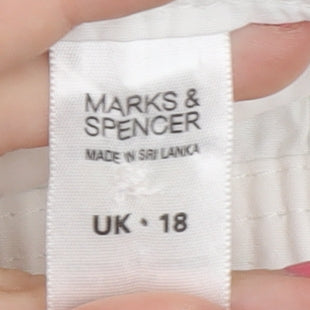 MARKS &
SPENCER
MADE IN SRI LANKA
UK • 18